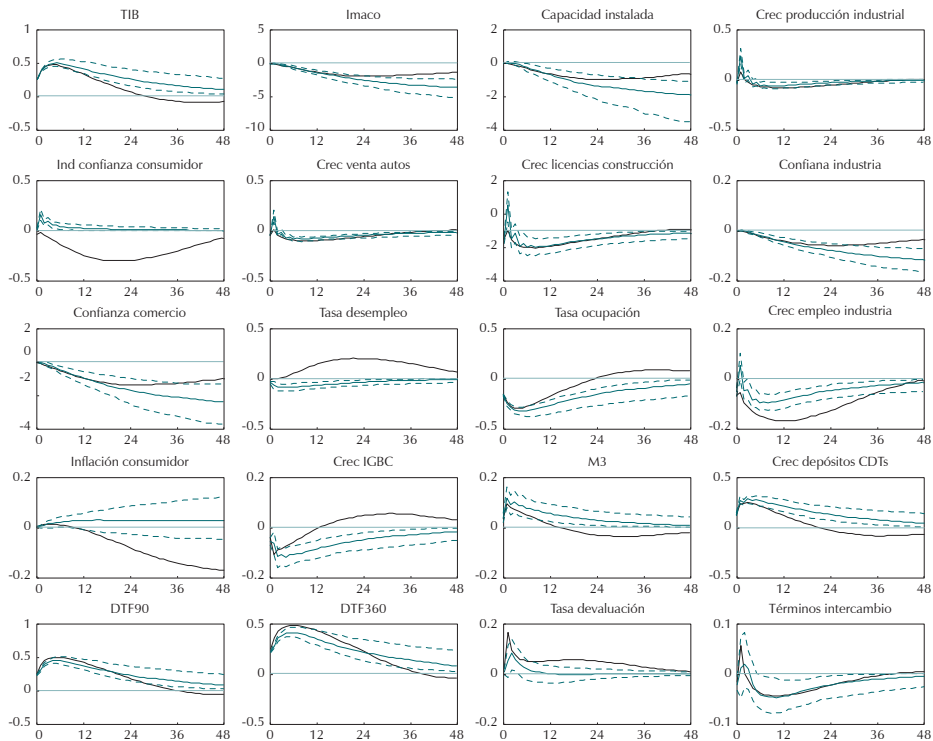 TIB
1
0.5
0
-0.5
0 12 24 36 48
Imaco
5
0
-5
-10
0 12 24 36 48
Capacidad instalada
2
0
-2
-4
0 12 24 36 48
Crec producción industrial
0.5
0
-0.5
0 12 24 36 48
Ind confianza consumidor
0.5
0
-0.5
0 12 24 36 48
Crec venta autos
0.5
0
-0.5
0 12 24 36 48
Crec licencias construcción
2
0
-2
-4
0 12 24 36 48
Confiana industria
0.2
0
-0.2
0 12 24 36 48
Confianza comercio
2
0
-2
-4
0 12 24 36 48
Tasa desempleo
0.5
0
-0.5
0 12 24 36 48
Tasa ocupación
0.5
0
-0.5
0 12 24 36 48
Crec empleo industria
0.2
0
-0.2
0 12 24 36 48
Inflación consumidor
0.2
0
-0.2
0 12 24 36 48
Crec IGBC
0.2
0
0.2
0 12 24 36 48
M3
0.2
0
0.2
0 12 24 36 48
Crec depósitos CDTs
0.5
0
-0.5
0 12 24 36 48
DTF90
1
0.5
0
-0.5
0 12 24 36 48
DTF360
0.5
0
-0.5
0 12 24 36 48
Tasa devaluación
0.2
0
-0.2
0 12 24 36 48
Términos intercambio
0.1
0
-0.1
0 12 24 36 48